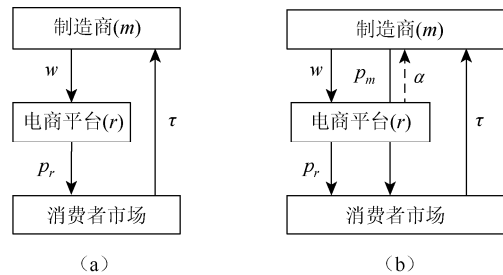 制造商(m)
w
τ
电商平台(r)
p_r
消费者市场
(a)
制造商(m)
w
p_m
α
τ
电商平台(r)
p_r
消费者市场
(b)